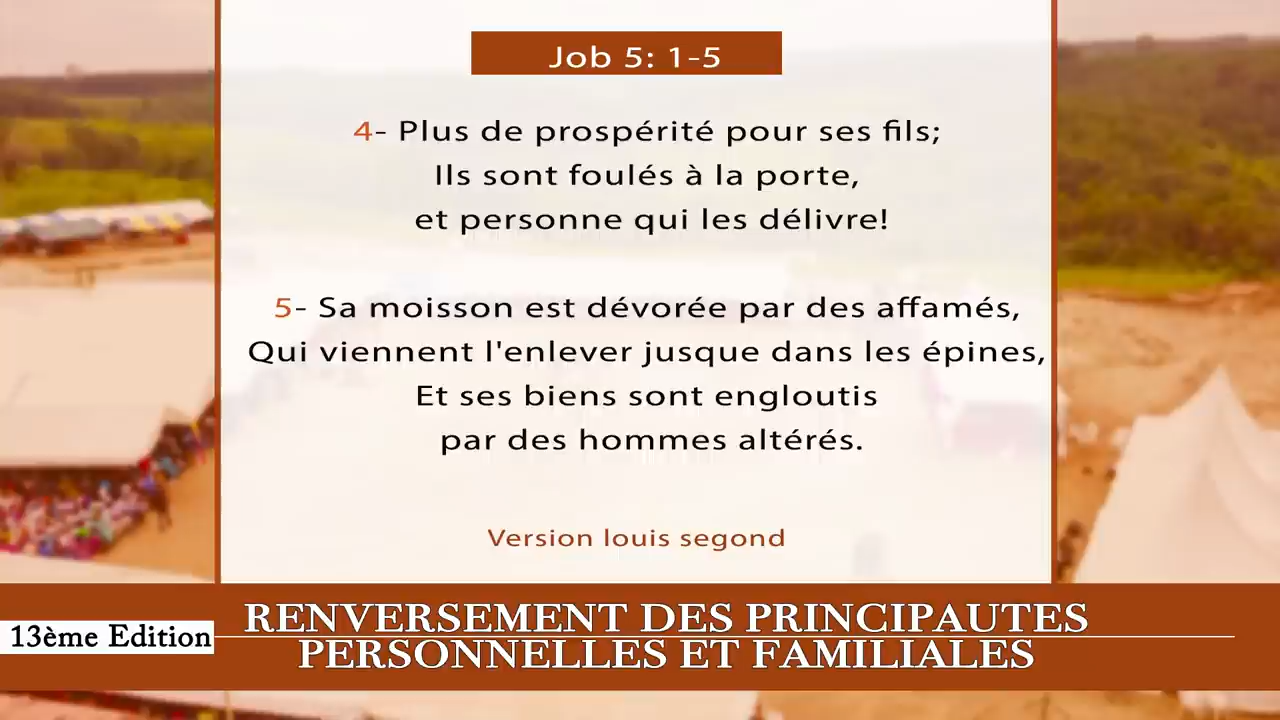 Job 5: 1-5
4- Plus de prospérité pour ses fils;
Ils sont foulés à la porte,
et personne qui les délivre!
5- Sa moisson est dévorée par des affamés,
Qui viennent l'enlever jusque dans les épines,
Et ses biens sont engloutis
par des hommes altérés.
Version louis segond
13ème Edition
RENVERSEMENT DES PRINCIPAUTES
PERSONNELLES ET FAMILIALES